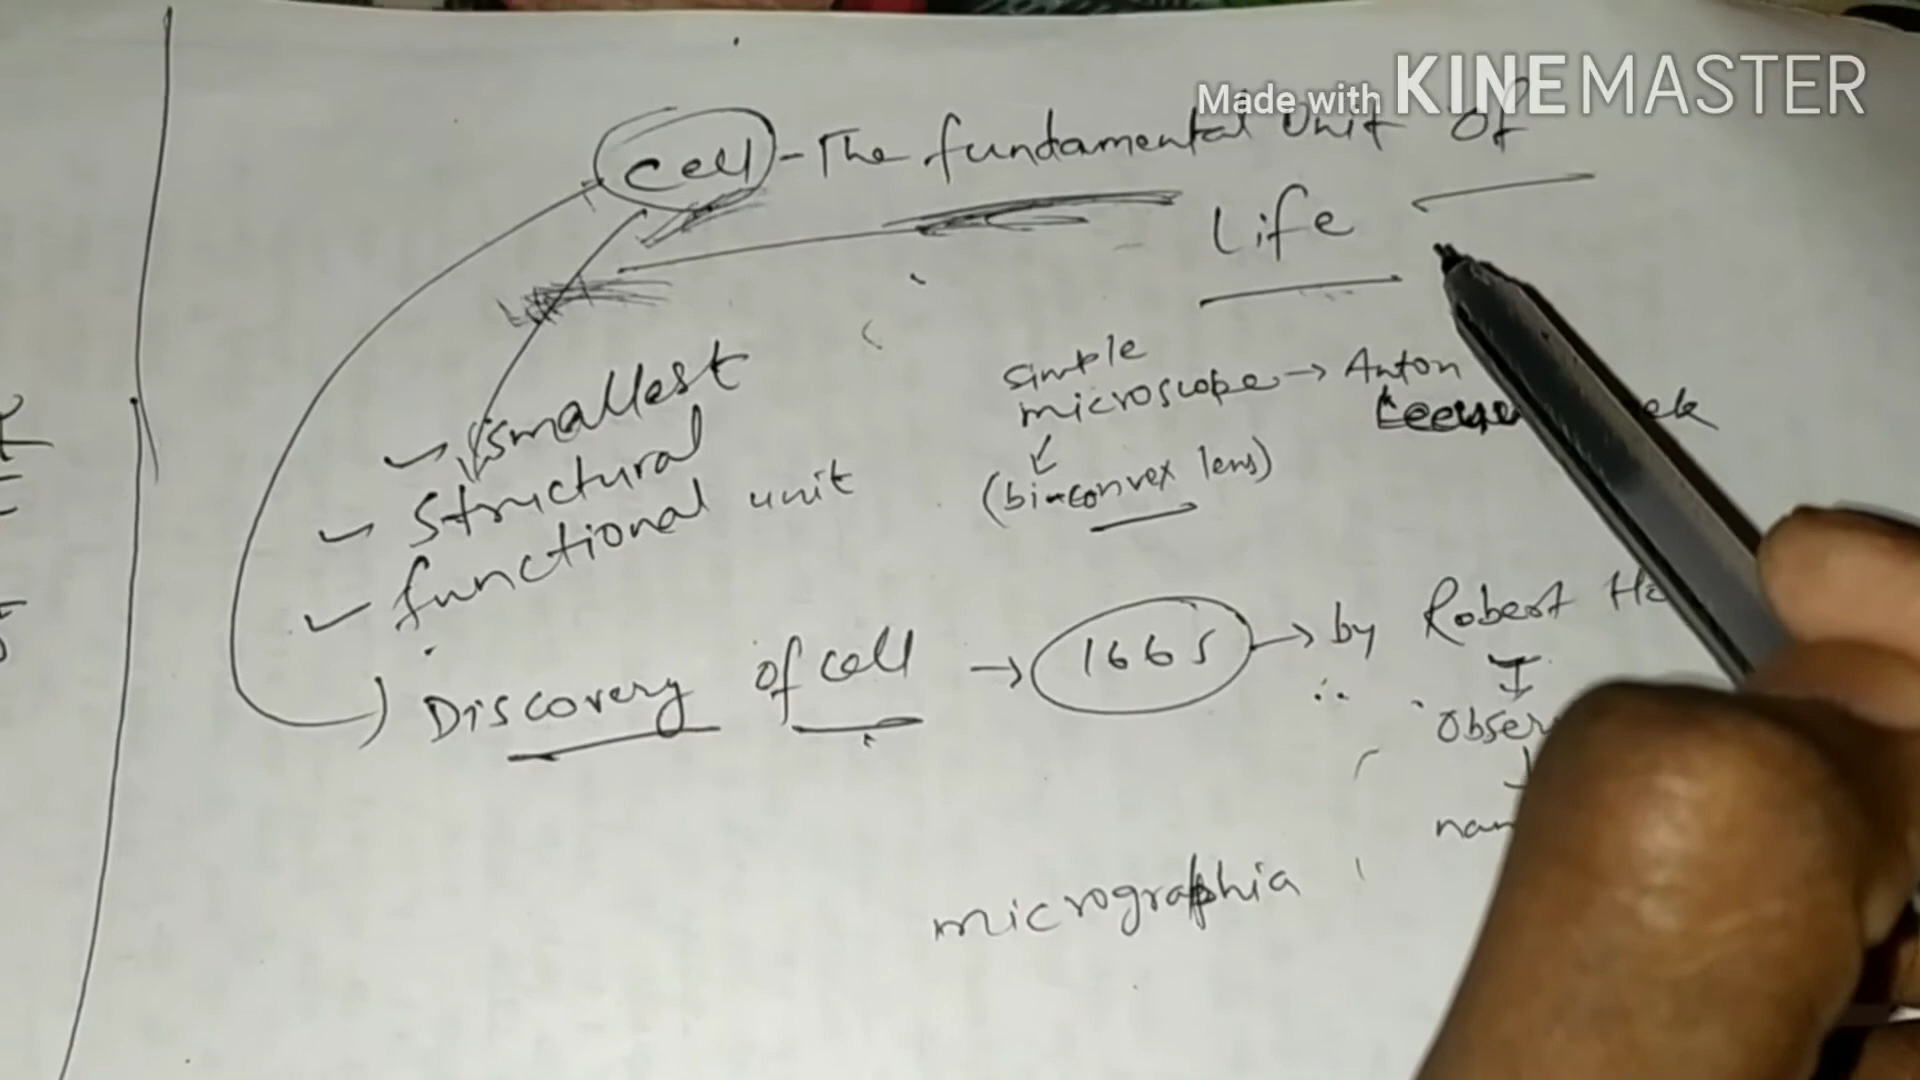 Made with KINEMASTER
Cell - The fundamental Unit Of
Life
smallest
structural
functional unit
simple
microscope → Anton
(bi-convex lens)
Discovery of cell → 1665 → by Robert
micrographia